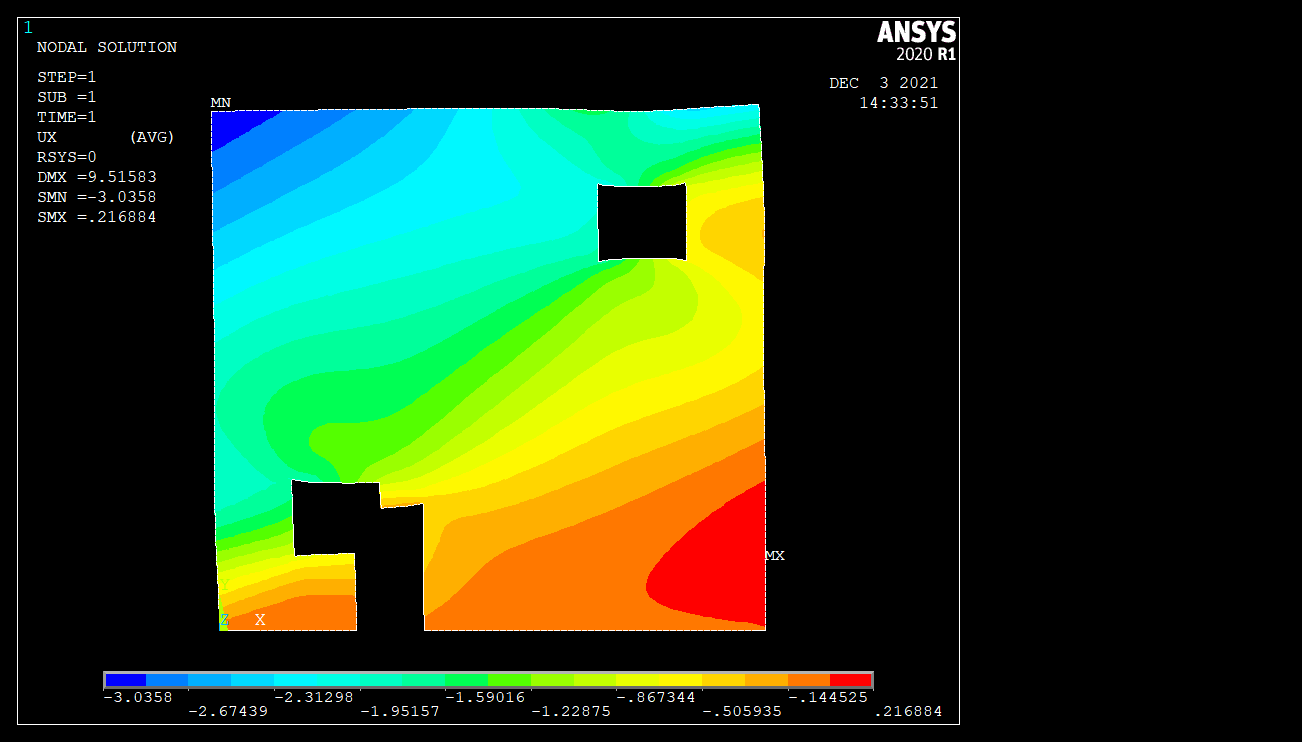 1
ANSYS
2020 R1
NODAL SOLUTION
STEP=1
SUB =1
TIME=1
UX (AVG)
RSYS=0
DMX =9.51583
SMN =-3.0358
SMX =.216884
DEC 3 2021
14:33:51
MN
MX
Y
Z X
-3.0358 -2.31298 -1.59016 -.867344 -.144525
-2.67439 -1.95157 -1.22875 -.505935 .216884